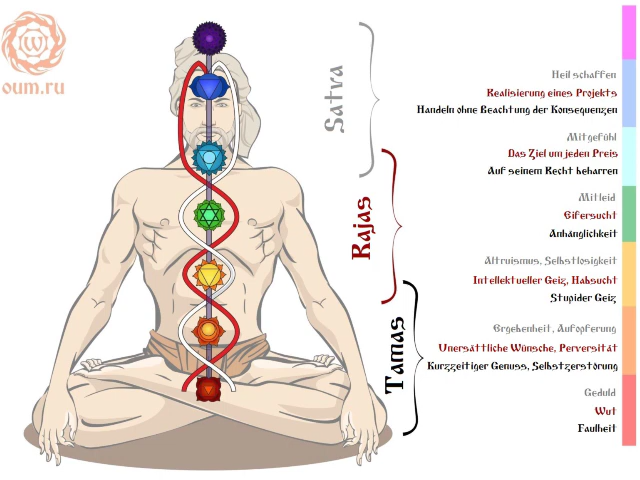 oum.ru
Satva
Rajas
Tamas
Heil schaffen
Realisierung eines Projekts
Handeln ohne Beachtung der Konsequenzen
Mitgefühl
Das Ziel um jeden Preis
Auf seinem Recht beharren
Mitleid
Eifersucht
Anhänglichkeit
Altruismus, Selbstlosigkeit
Intellektueller Geiz, Habsucht
Stupider Geiz
Ergebenheit, Aufopferung
Unersättliche Wünsche, Perversität
Kurzzeitiger Genuss, Selbstzerstörung
Geduld
Wut
Faulheit